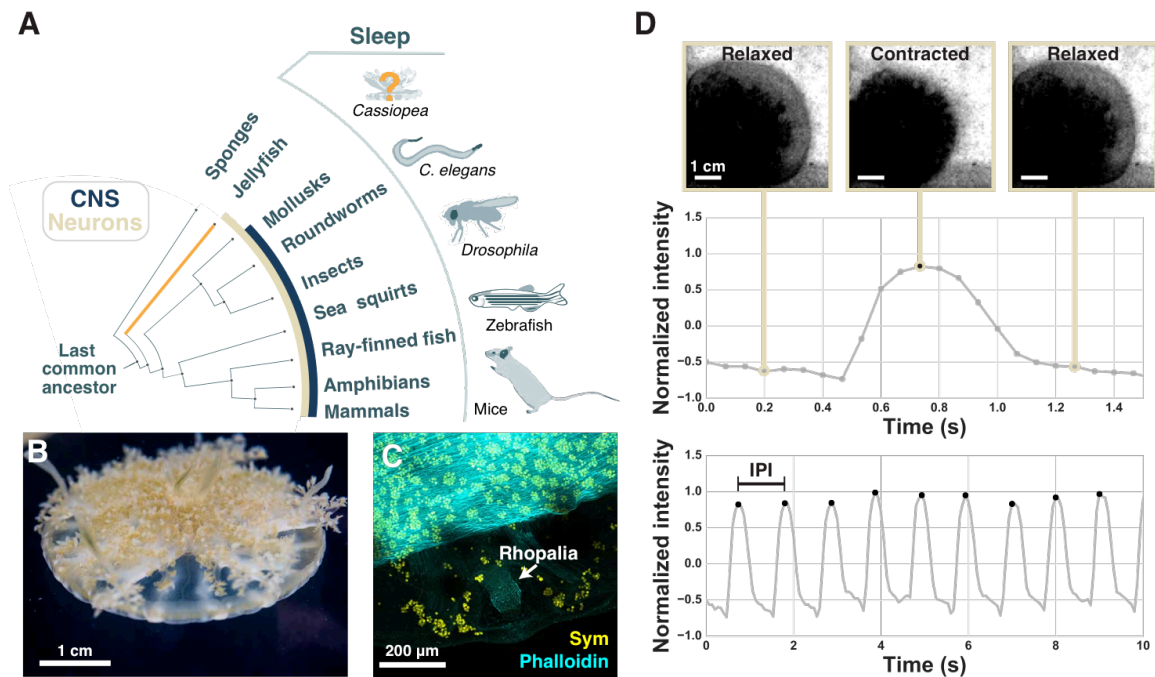 A
Sleep
?
Cassiopea
C. elegans
Drosophila
Zebrafish
Mice
Sponges
Jellyfish
Mollusks
Roundworms
Insects
Sea squirts
Ray-finned fish
Amphibians
Mammals
CNS
Neurons
Last
common
ancestor
B
1 cm
C
Rhopalia
Sym
200 µm
Phalloidin
D
Relaxed
Contracted
Relaxed
1 cm
Normalized intensity
1.5
1.0
0.5
0.0
−0.5
−1.0
0.0 0.2 0.4 0.6 0.8 1.0 1.2 1.4
Time (s)
Normalized intensity
1.5
1.0
0.5
0.0
−0.5
−1.0
IPI
0 2 4 6 8 10
Time (s)